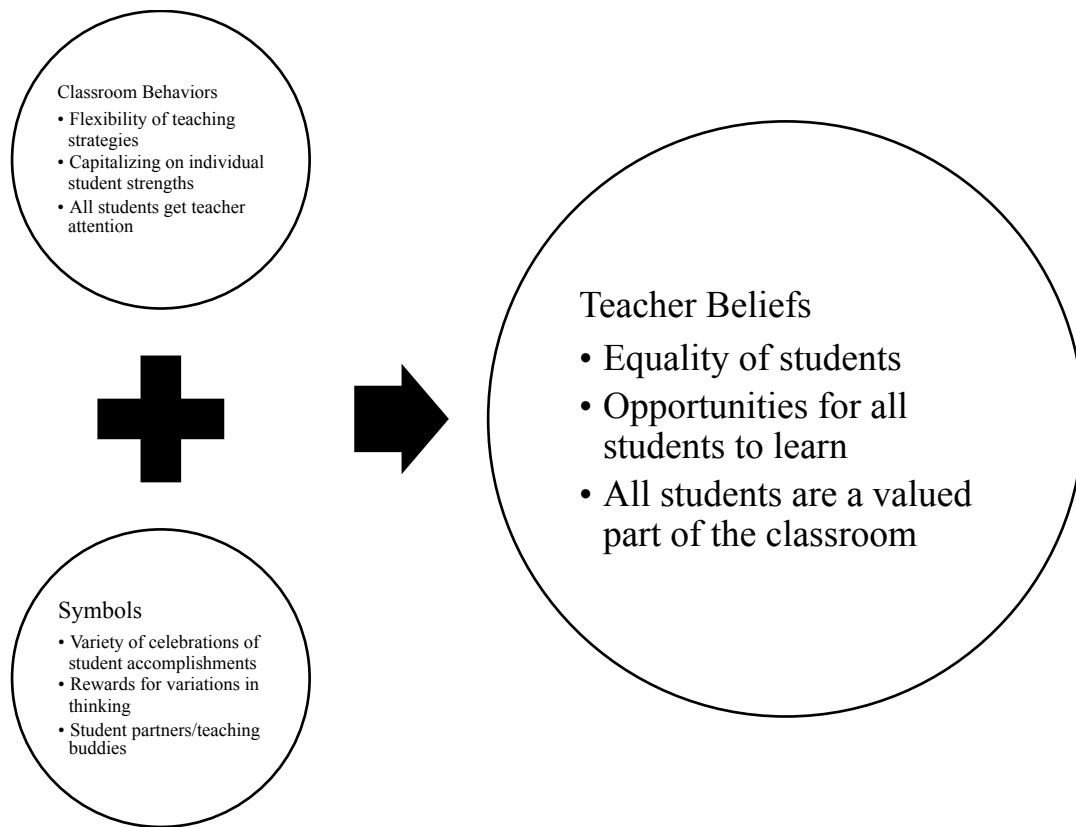 Classroom Behaviors
• Flexibility of teaching
strategies
• Capitalizing on individual
student strengths
• All students get teacher
attention
Symbols
• Variety of celebrations of
student accomplishments
• Rewards for variations in
thinking
• Student partners/teaching
buddies
Teacher Beliefs
• Equality of students
• Opportunities for all
students to learn
• All students are a valued
part of the classroom